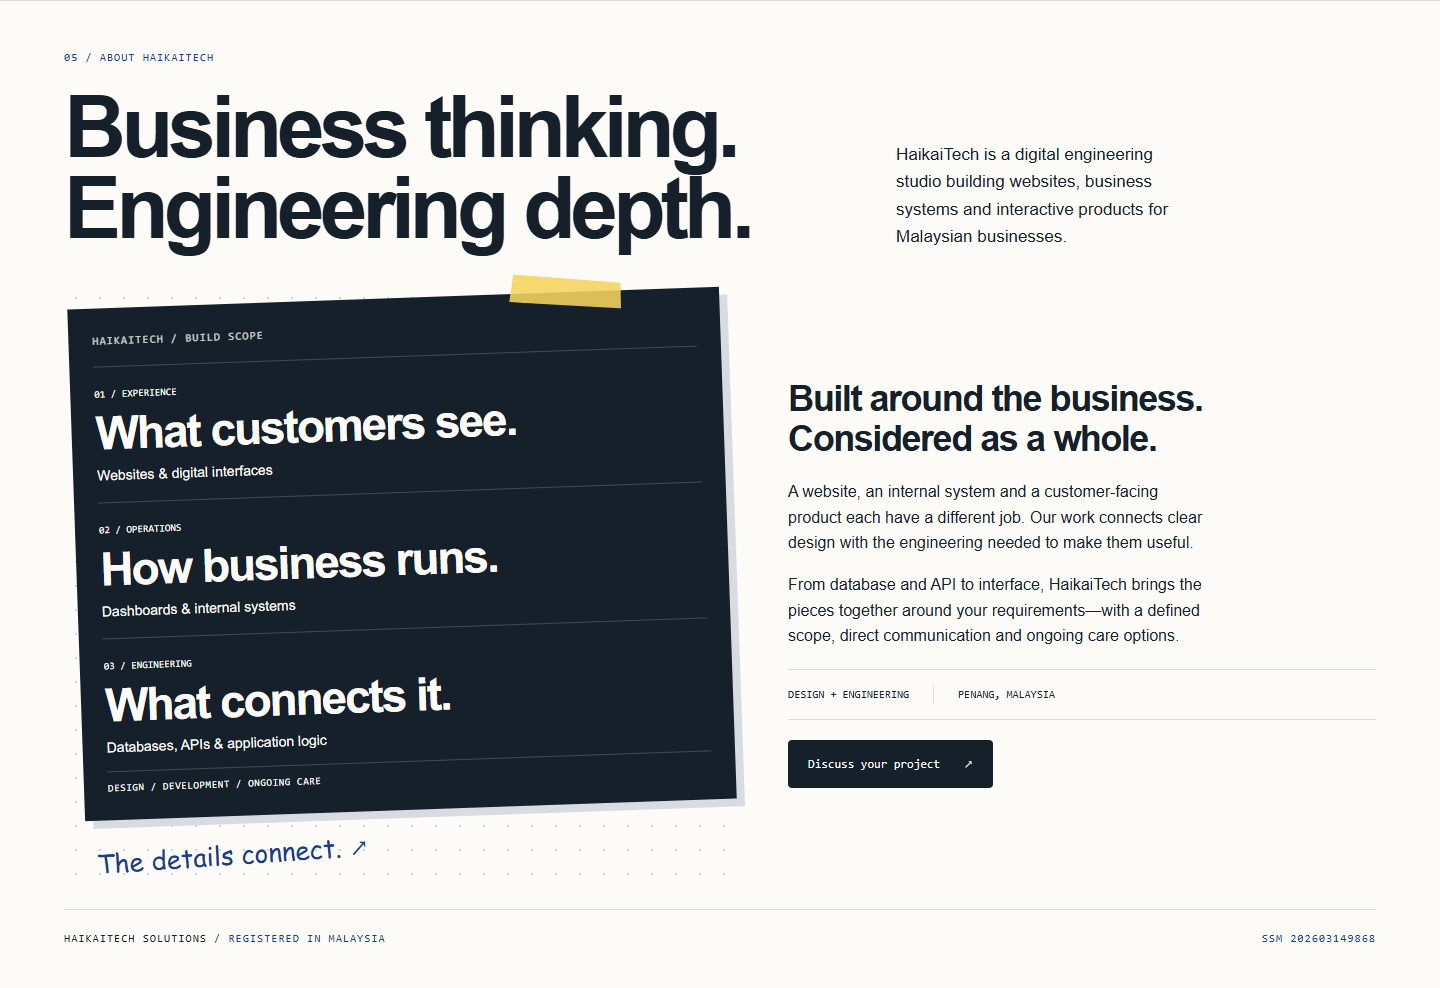 05 / ABOUT HAIKAITECH
Business thinking.
Engineering depth.
HaikaiTech is a digital engineering
studio building websites, business
systems and interactive products for
Malaysian businesses.
HAIKAITECH / BUILD SCOPE
01 / EXPERIENCE
What customers see.
Websites & digital interfaces
02 / OPERATIONS
How business runs.
Dashboards & internal systems
03 / ENGINEERING
What connects it.
Databases, APIs & application logic
DESIGN / DEVELOPMENT / ONGOING CARE
The details connect. ↗
Built around the business.
Considered as a whole.
A website, an internal system and a customer-facing
product each have a different job. Our work connects clear
design with the engineering needed to make them useful.
From database and API to interface, HaikaiTech brings the
pieces together around your requirements—with a defined
scope, direct communication and ongoing care options.
DESIGN + ENGINEERING
PENANG, MALAYSIA
Discuss your project ↗
HAIKAITECH SOLUTIONS / REGISTERED IN MALAYSIA
SSM 202603149868